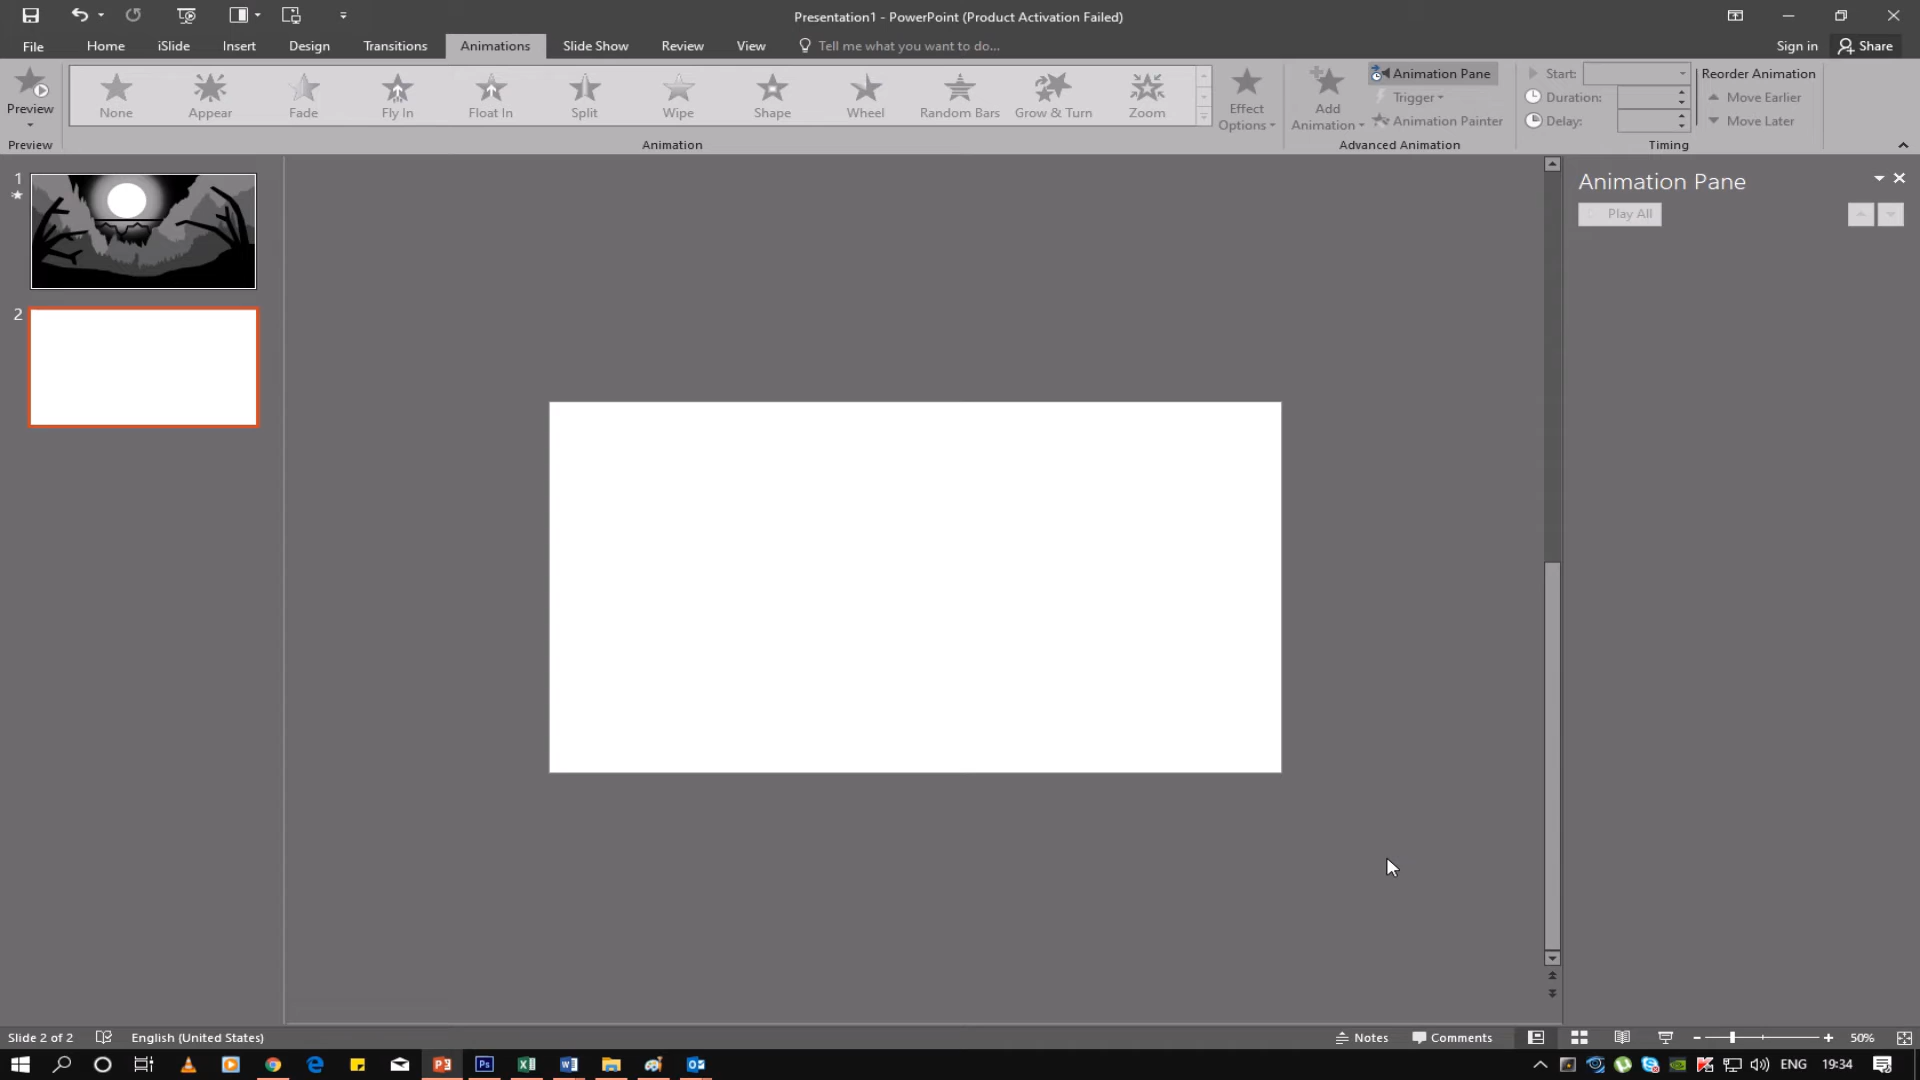 Presentation1 - PowerPoint (Product Activation Failed)
File Home iSlide Insert Design Transitions Animations Slide Show Review View Tell me what you want to do... Sign in Share
Preview None Appear Fade Fly In Float In Split Wipe Shape Wheel Random Bars Grow & Turn Zoom Effect Options Add Animation
Animation Pane
Trigger
Animation Painter
Start:
Duration:
Delay:
Reorder Animation
Move Earlier
Move Later
Preview Animation Advanced Animation Timing
1
2
Animation Pane
Play All
Slide 2 of 2 English (United States) Notes Comments 50%
ENG 19:34